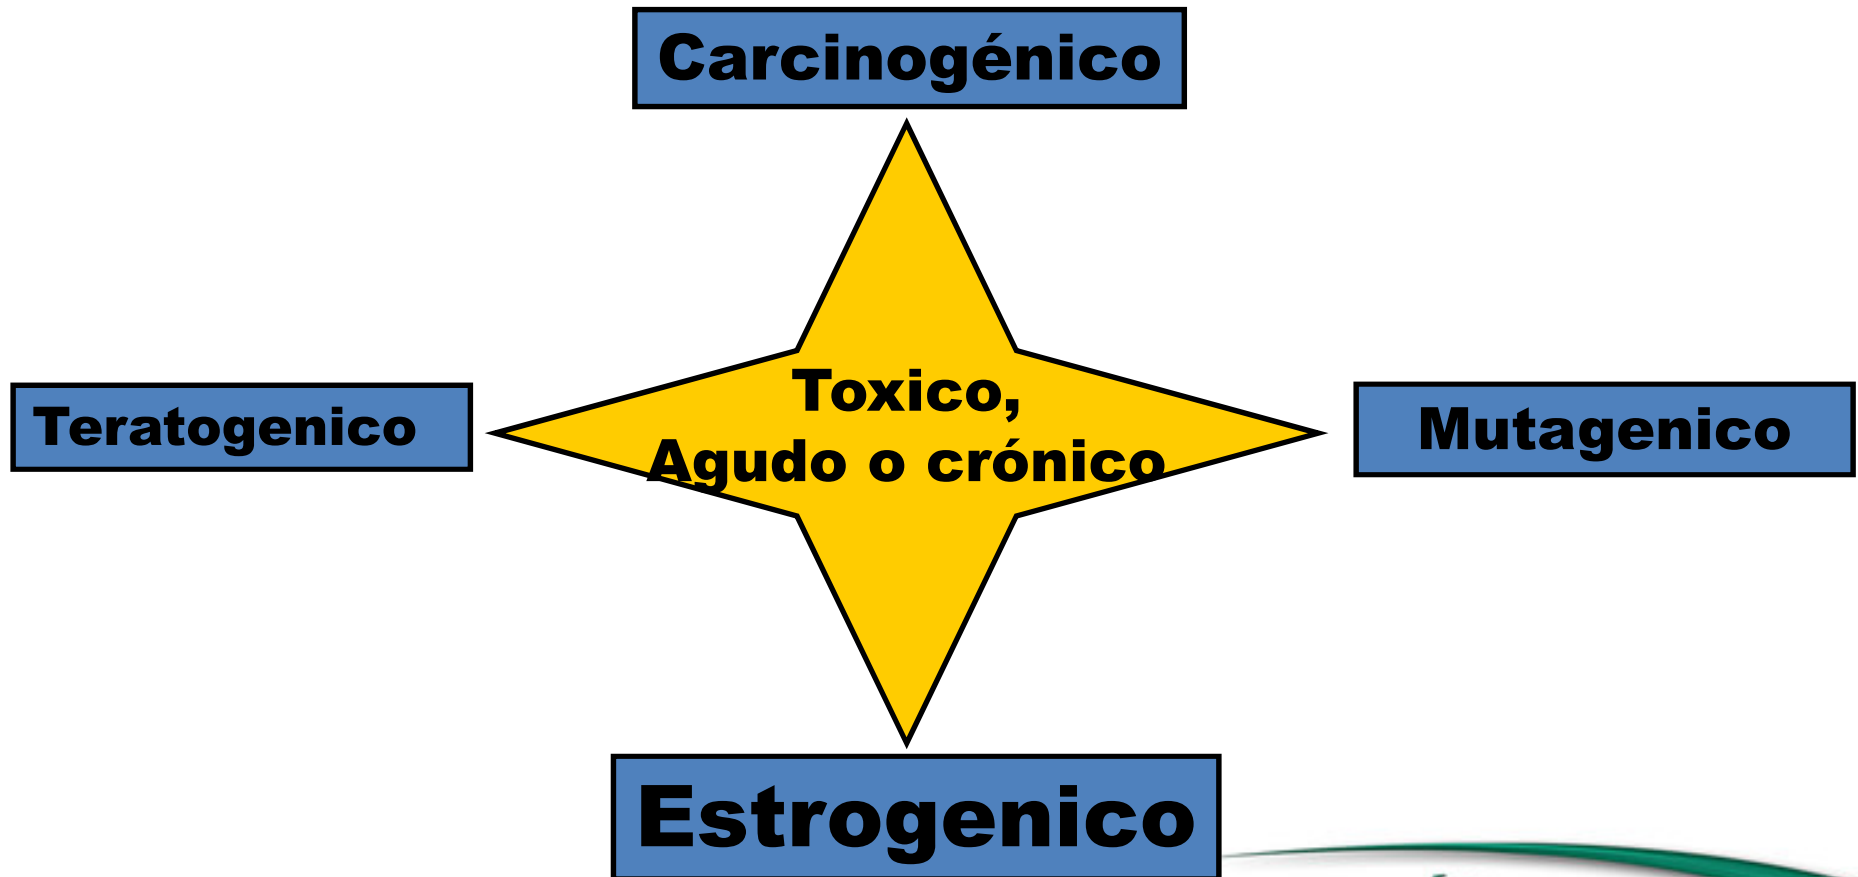 Carcinogénico
Toxico,
Agudo o crónico
Teratogenico
Mutagenico
Estrogenico